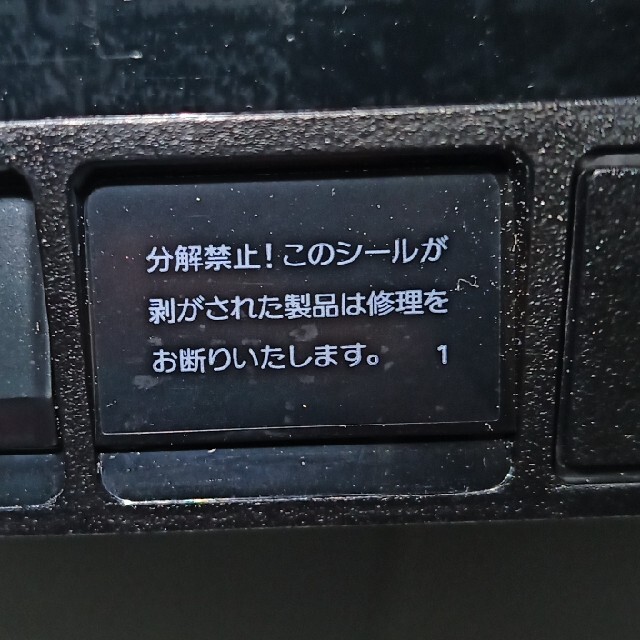 分解禁止!このシールが
剥がされた製品は修理を
お断りいたします。 1